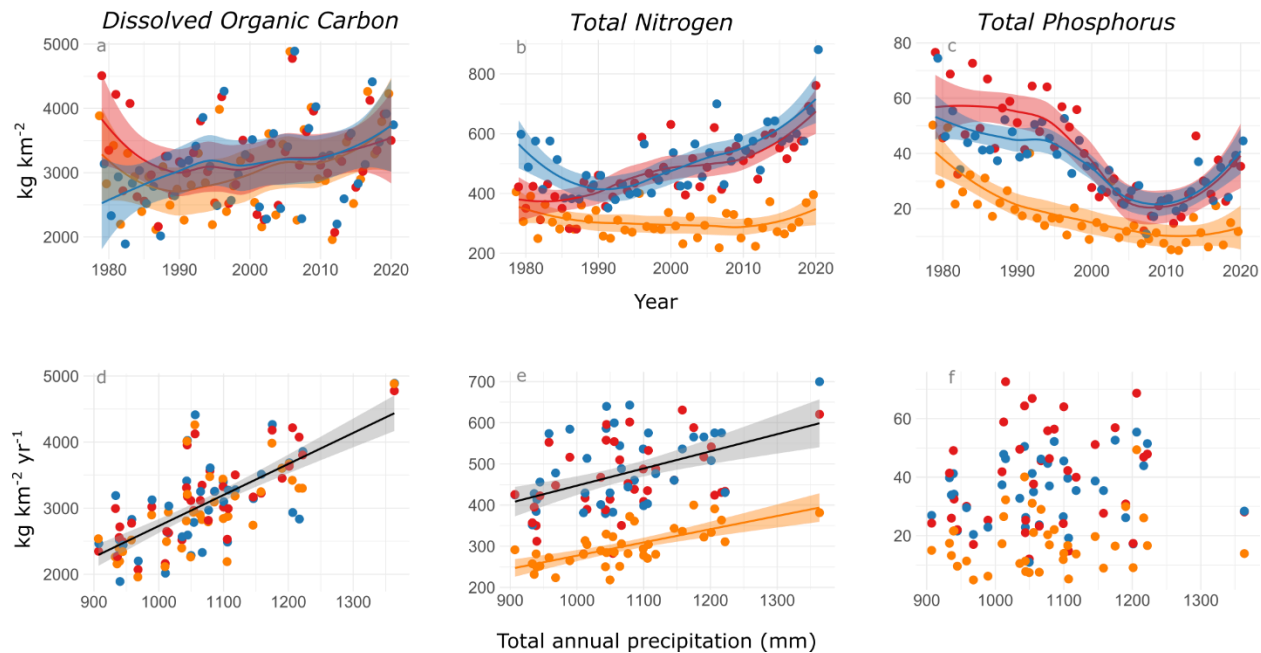 Dissolved Organic Carbon Total Nitrogen Total Phosphorus
a b c
5000 4000 3000 2000
800 600 400 200
80 60 40 20
kg km-2
1980 1990 2000 2010 2020
1980 1990 2000 2010 2020
1980 1990 2000 2010 2020
Year
d e f
5000 4000 3000 2000
700 600 500 400 300 200
60 40 20
kg km-2 yr-1
900 1000 1100 1200 1300
900 1000 1100 1200 1300
900 1000 1100 1200 1300
Total annual precipitation (mm)